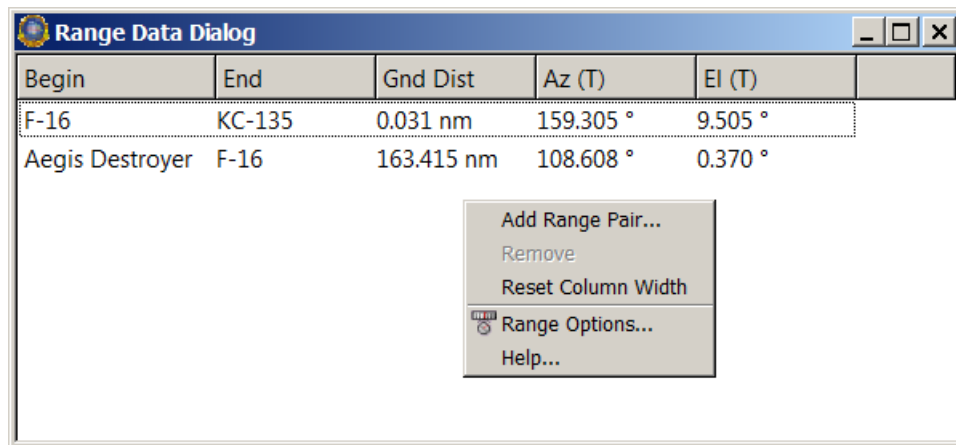 Range Data Dialog
Begin End Gnd Dist Az (T) El (T)
F-16 KC-135 0.031 nm 159.305 ° 9.505 °
Aegis Destroyer F-16 163.415 nm 108.608 ° 0.370 °
Add Range Pair...
Remove
Reset Column Width
Range Options...
Help...